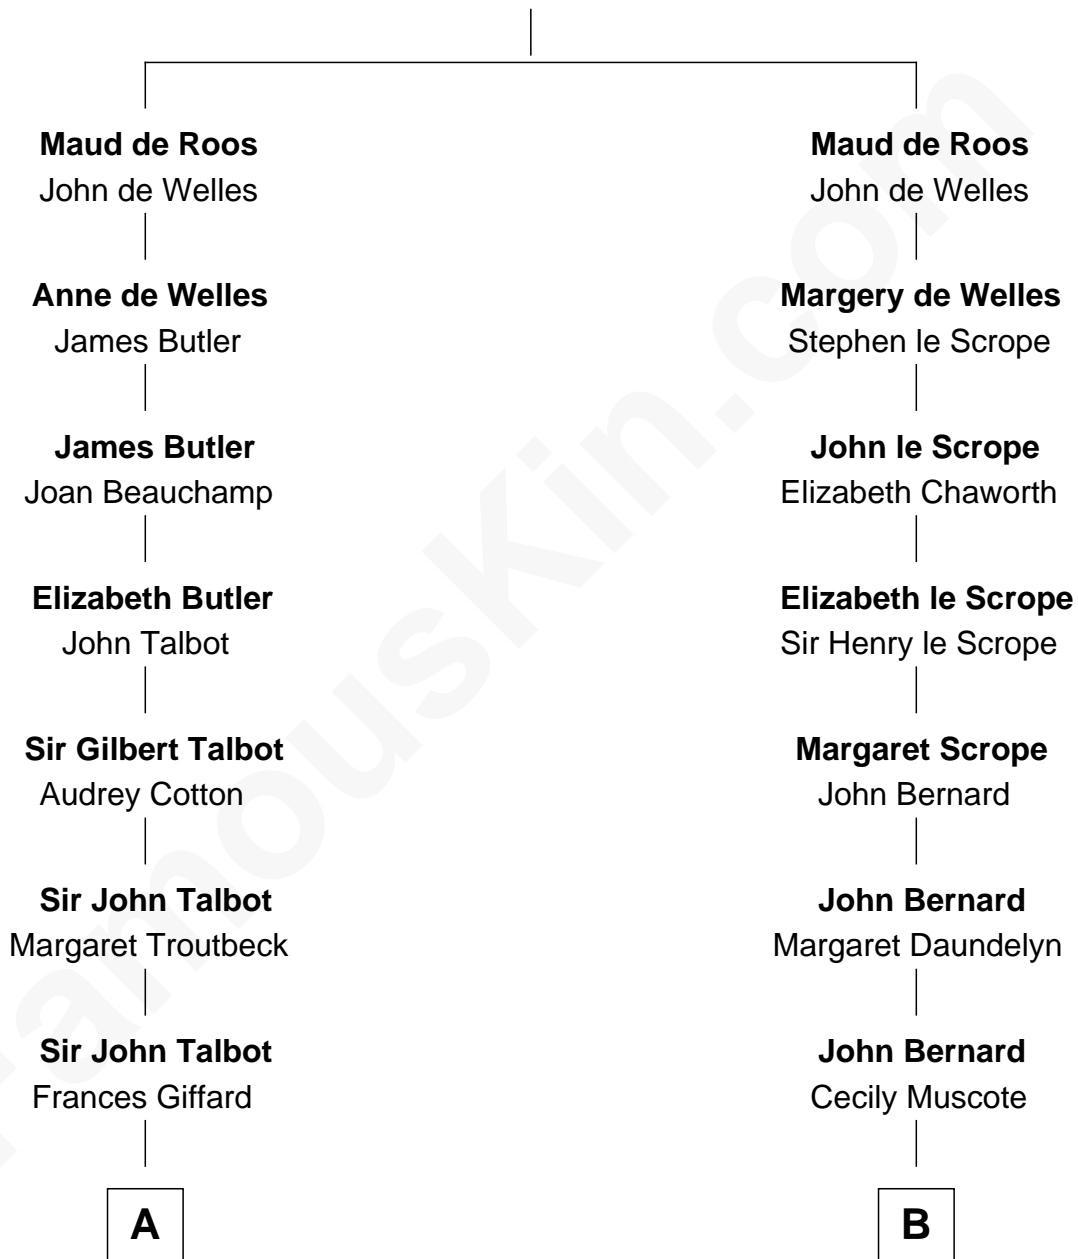 Maud de Roos
John de Welles
Anne de Welles
James Butler
James Butler
Joan Beauchamp
Elizabeth Butler
John Talbot
Sir Gilbert Talbot
Audrey Cotton
Sir John Talbot
Margaret Troutbeck
Sir John Talbot
Frances Giffard
A
Maud de Roos
John de Welles
Margery de Welles
Stephen le Scrope
John le Scrope
Elizabeth Chaworth
Elizabeth le Scrope
Sir Henry le Scrope
Margaret Scrope
John Bernard
John Bernard
Margaret Daundelyn
John Bernard
Cecily Muscote
B
FamousKin.com